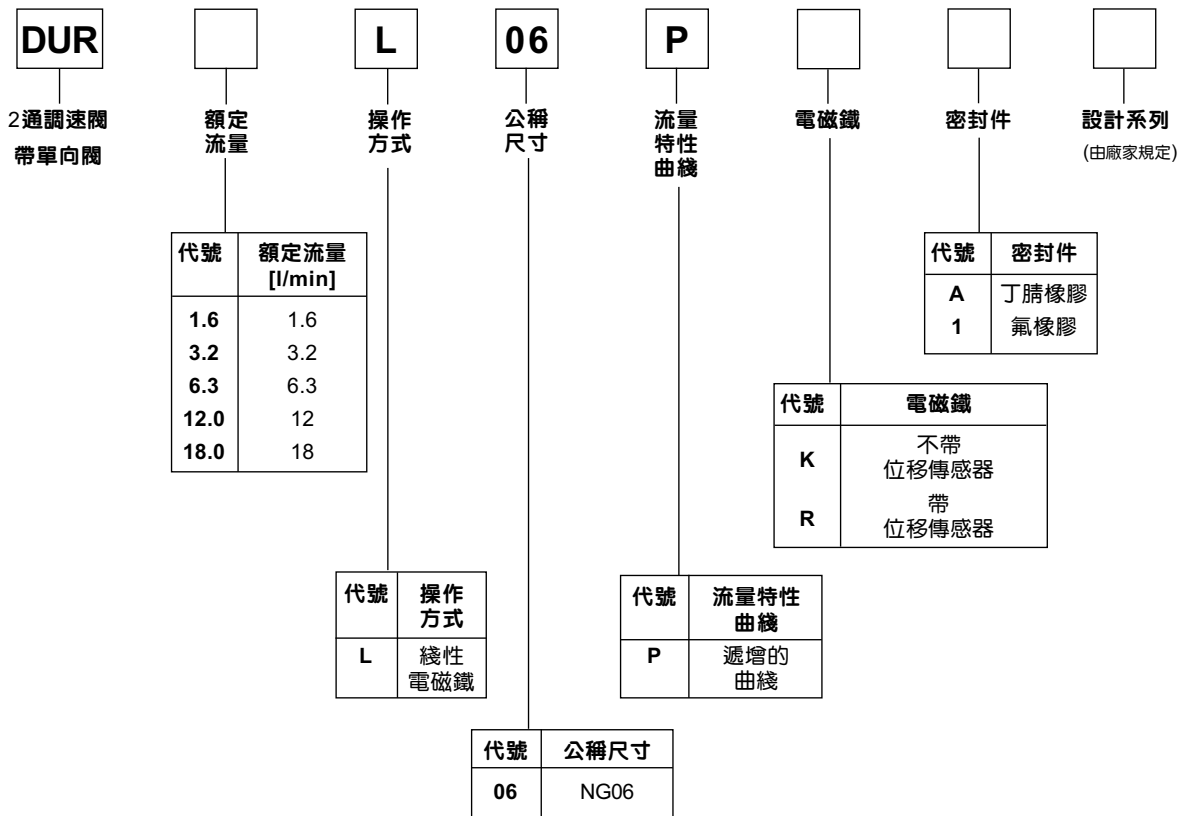 DUR
L
06
P
2通調速閥
帶單向閥
額定
流量
操作
方式
公稱
尺寸
流量
特性
曲綫
電磁鐵
密封件
設計系列
(由廠家規定)
代號 額定流量
[l/min]
1.6 1.6
3.2 3.2
6.3 6.3
12.0 12
18.0 18
代號 密封件
A 丁腈橡膠
1 氟橡膠
代號 電磁鐵
K 不帶
位移傳感器
R 帶
位移傳感器
代號 操作
方式
L 綫性
電磁鐵
代號 流量特性
曲綫
P 遞增的
曲綫
代號 公稱尺寸
06 NG06